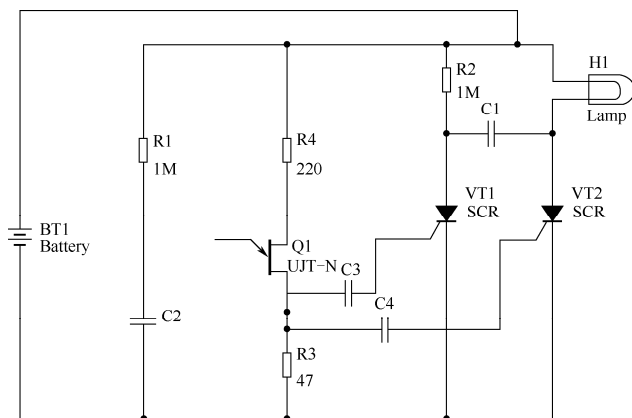 H1
Lamp
R2
1M
C1
R1
1M
R4
220
VT1
SCR
VT2
SCR
BT1
Battery
Q1
UJT-N
C3
C4
C2
R3
47